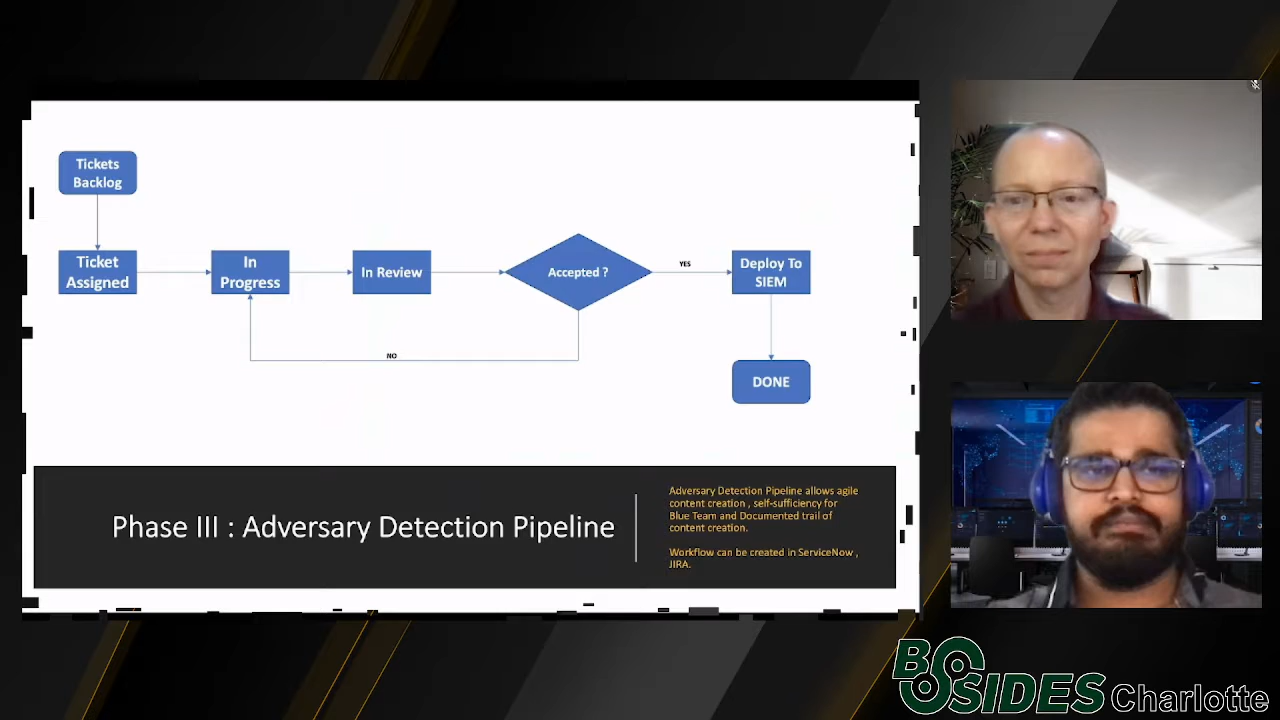 Tickets
Backlog
Ticket
Assigned
In
Progress
In Review
Accepted ?
YES
Deploy To
SIEM
NO
DONE
Phase III : Adversary Detection Pipeline
Adversary Detection Pipeline allows agile
content creation , self-sufficiency for
Blue Team and Documented trail of
content creation.
Workflow can be created in ServiceNow ,
JIRA.
BSIDES Charlotte